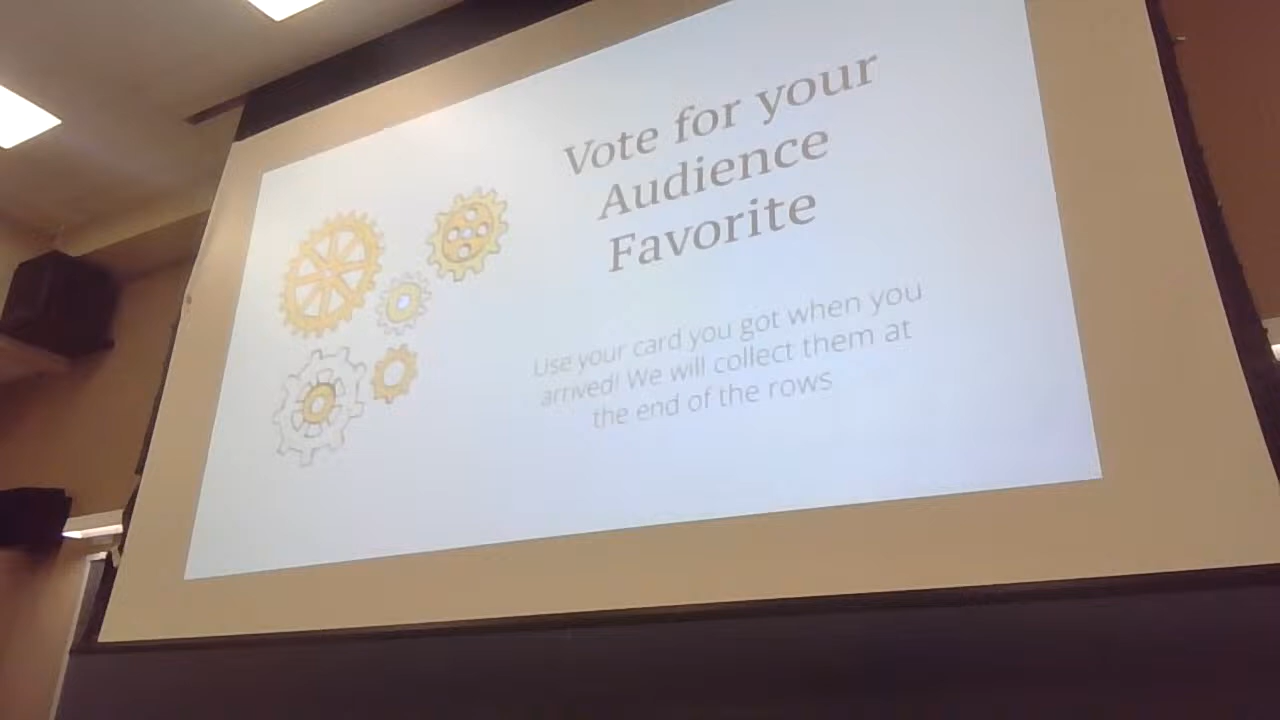 Vote for your
Audience
Favorite
Use your card you got when you
arrived! We will collect them at
the end of the rows